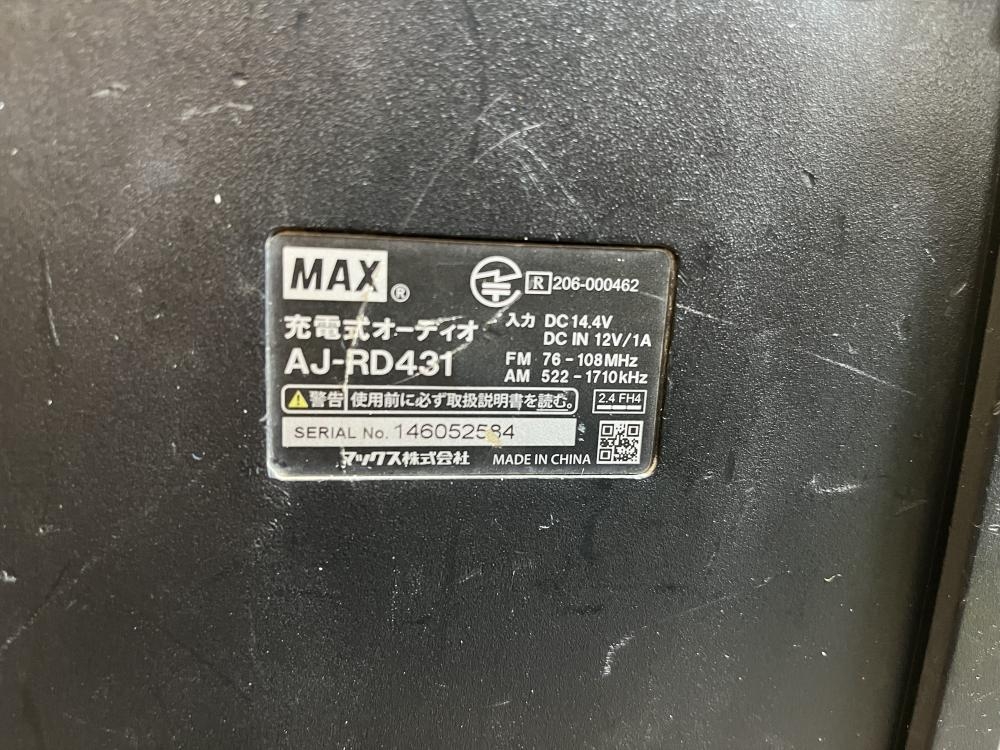 MAX®
R 206-000462
充電式オーディオ
AJ-RD431
入力 DC 14.4V
DC IN 12V/1A
FM 76-108MHz
AM 522-1710kHz
警告 使用前に必ず取扱説明書を読む。
2.4 FH4
SERIAL No. 146052584
マックス株式会社 MADE IN CHINA